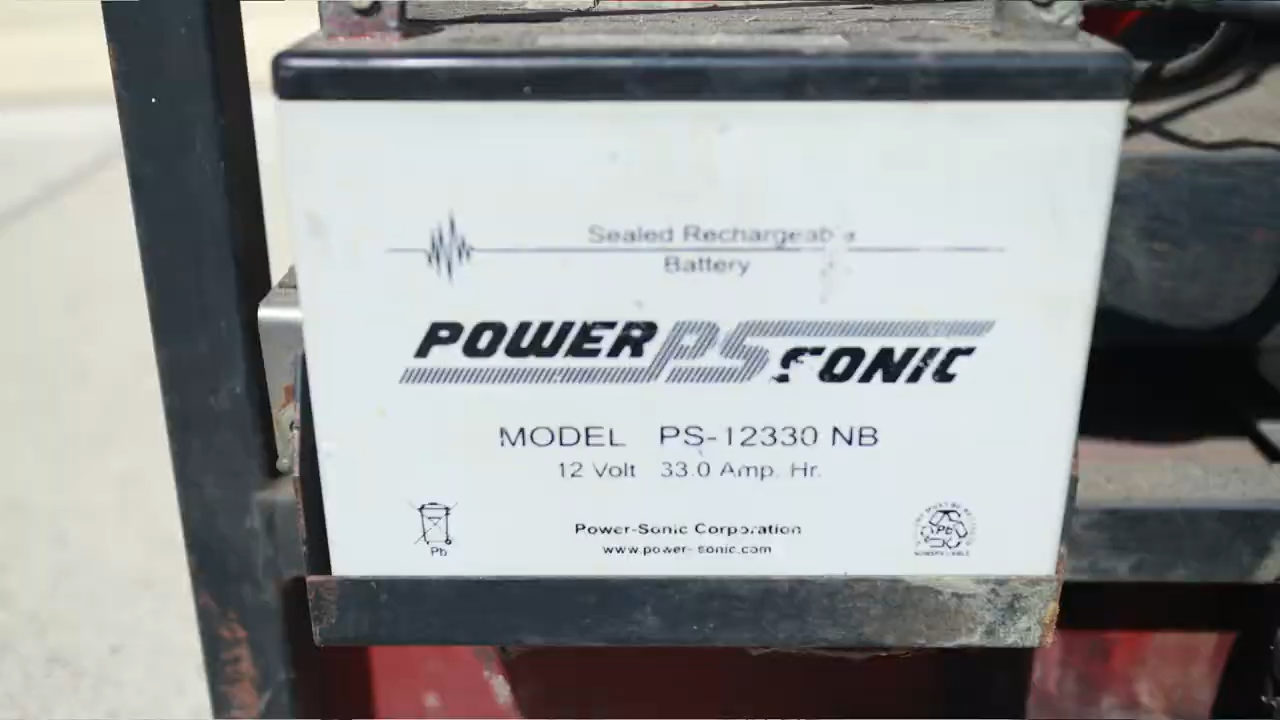 Sealed Rechargeable
Battery
POWER PS SONIC
MODEL PS-12330 NB
12 Volt 33.0 Amp. Hr.
Pb
Power-Sonic Corporation
www.power-sonic.com
Pb